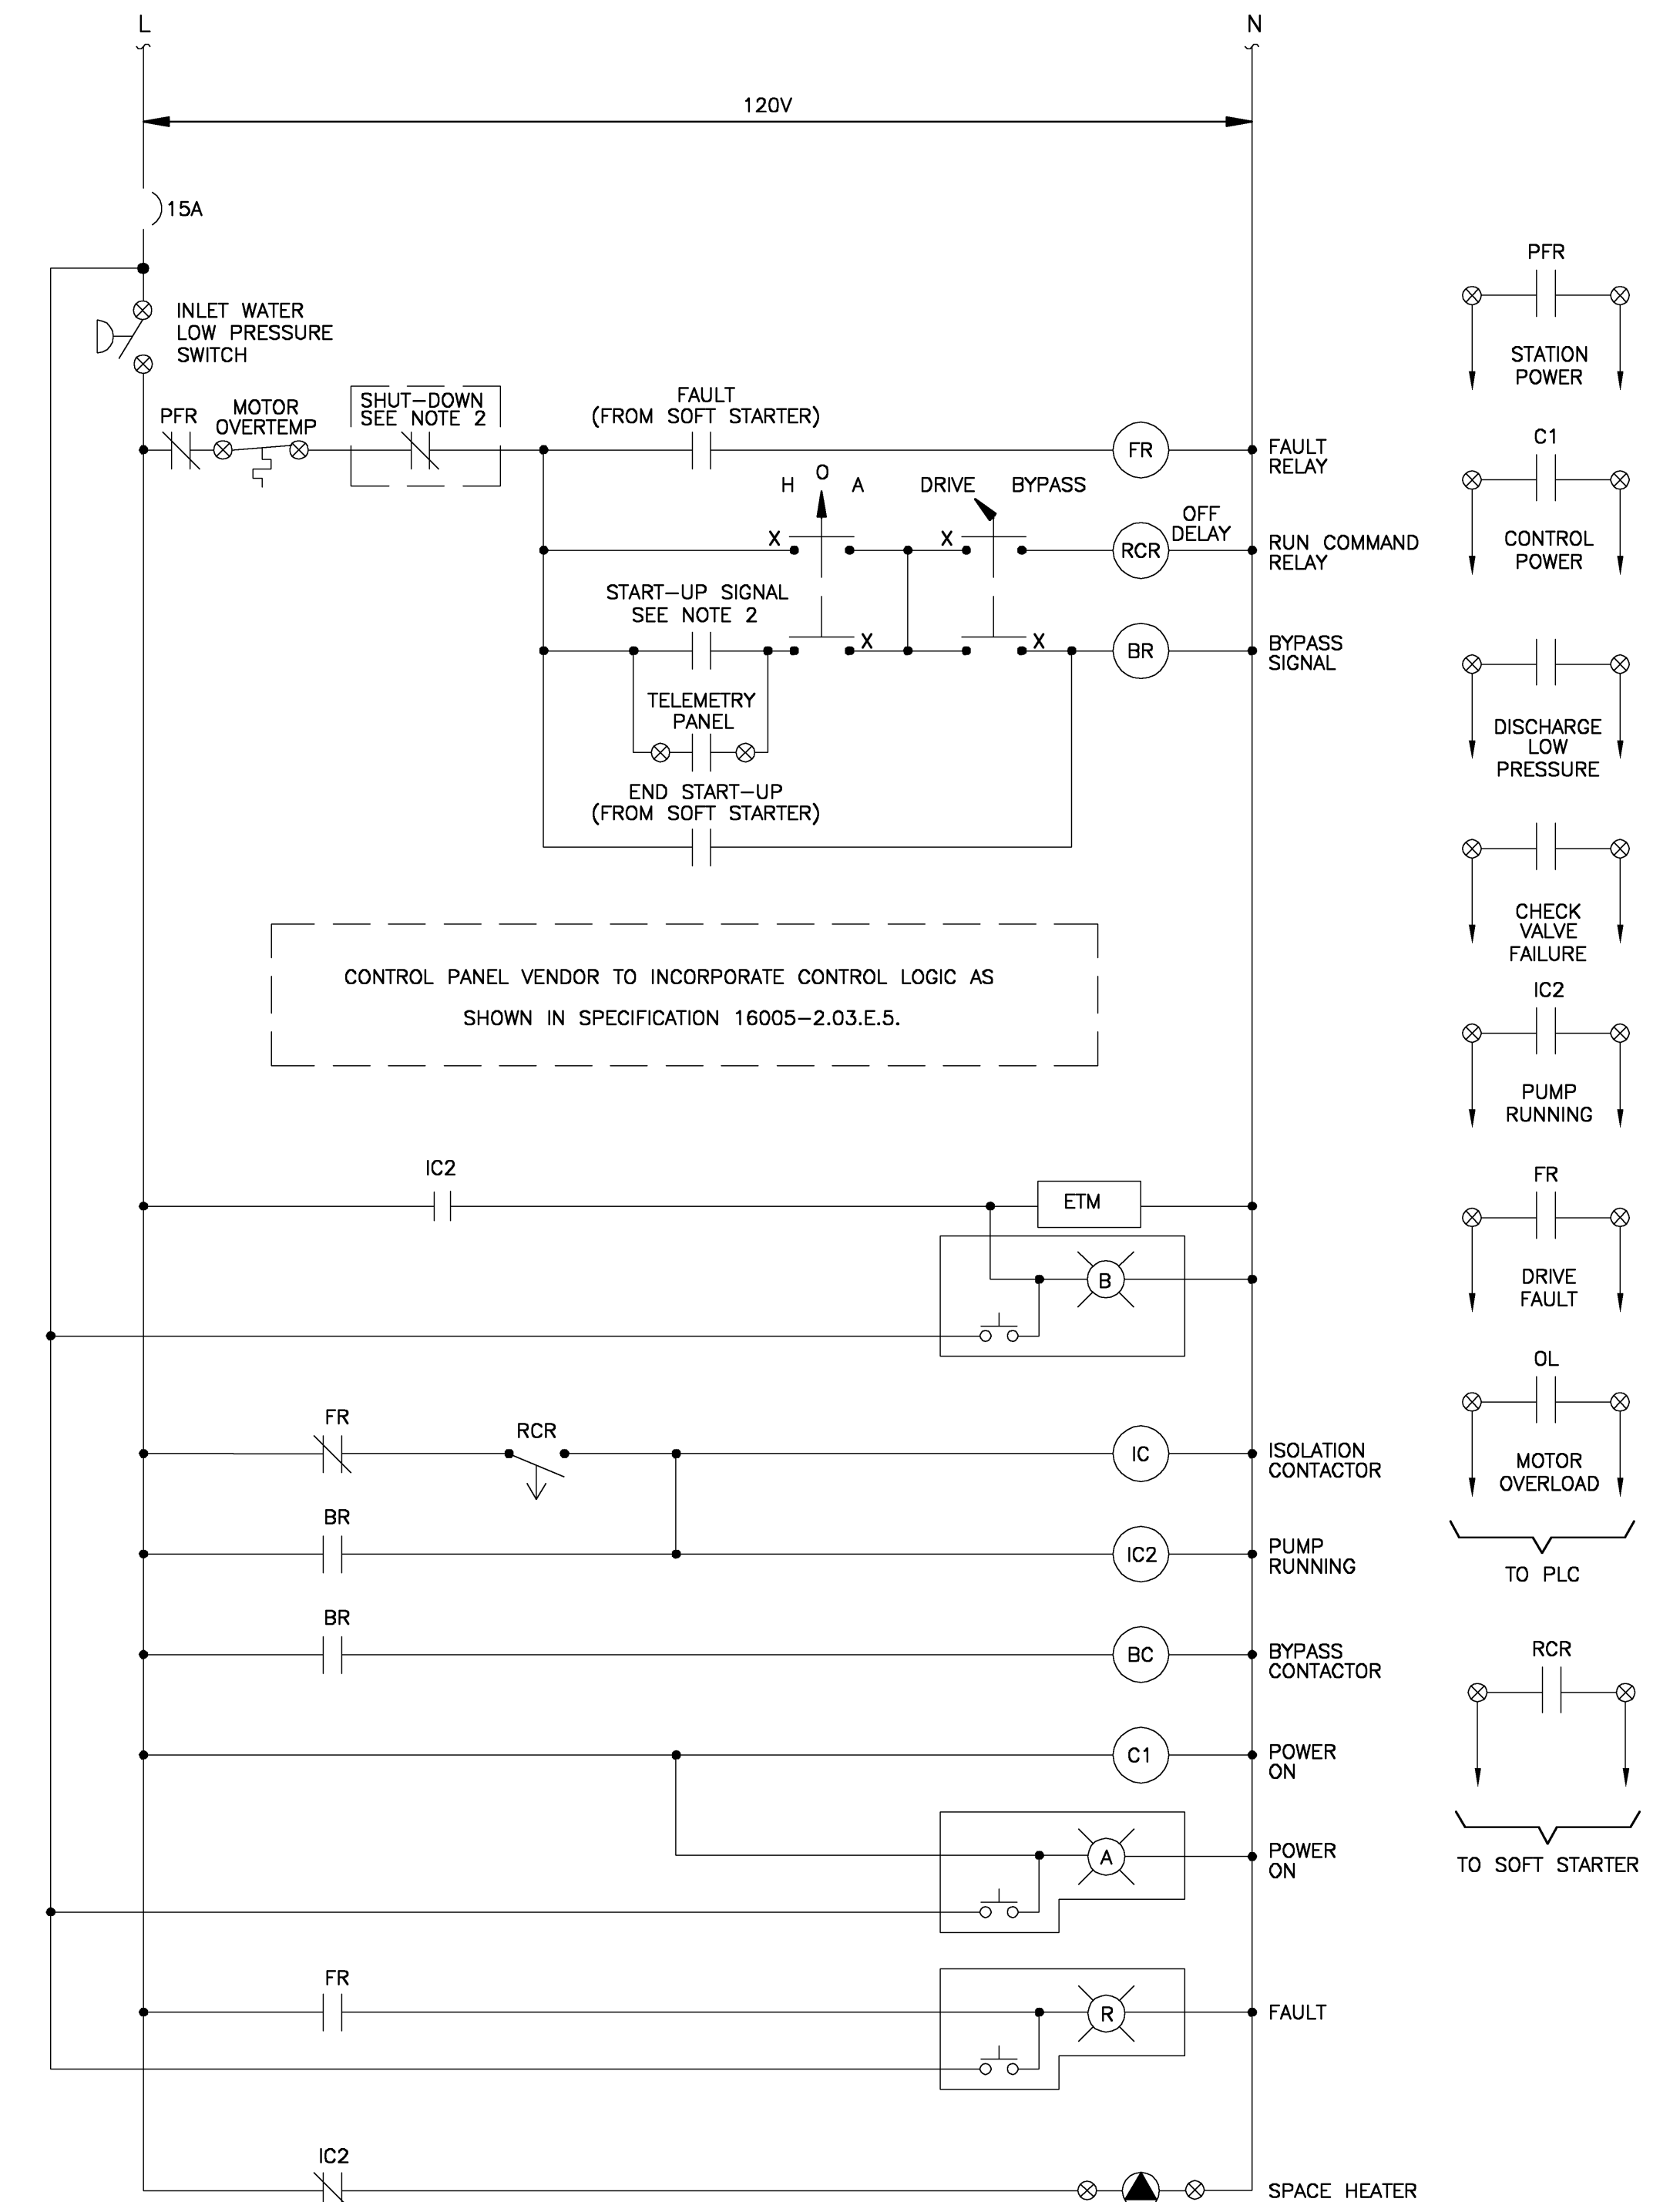 L
N
120V
15A
INLET WATER
LOW PRESSURE
SWITCH
PFR
MOTOR
OVERTEMP
SHUT-DOWN
SEE NOTE 2
FAULT
(FROM SOFT STARTER)
FR
FAULT
RELAY
H O A
DRIVE BYPASS
X
X
OFF
DELAY
RCR
RUN COMMAND
RELAY
START-UP SIGNAL
SEE NOTE 2
X
X
BR
BYPASS
SIGNAL
TELEMETRY
PANEL
END START-UP
(FROM SOFT STARTER)
CONTROL PANEL VENDOR TO INCORPORATE CONTROL LOGIC AS
SHOWN IN SPECIFICATION 16005-2.03.E.5.
IC2
ETM
B
FR
RCR
IC
ISOLATION
CONTACTOR
BR
IC2
PUMP
RUNNING
BR
BC
BYPASS
CONTACTOR
C1
POWER
ON
A
POWER
ON
FR
R
FAULT
IC2
SPACE HEATER
PFR
STATION
POWER
C1
CONTROL
POWER
DISCHARGE
LOW
PRESSURE
CHECK
VALVE
FAILURE
IC2
PUMP
RUNNING
FR
DRIVE
FAULT
OL
MOTOR
OVERLOAD
TO PLC
RCR
TO SOFT STARTER